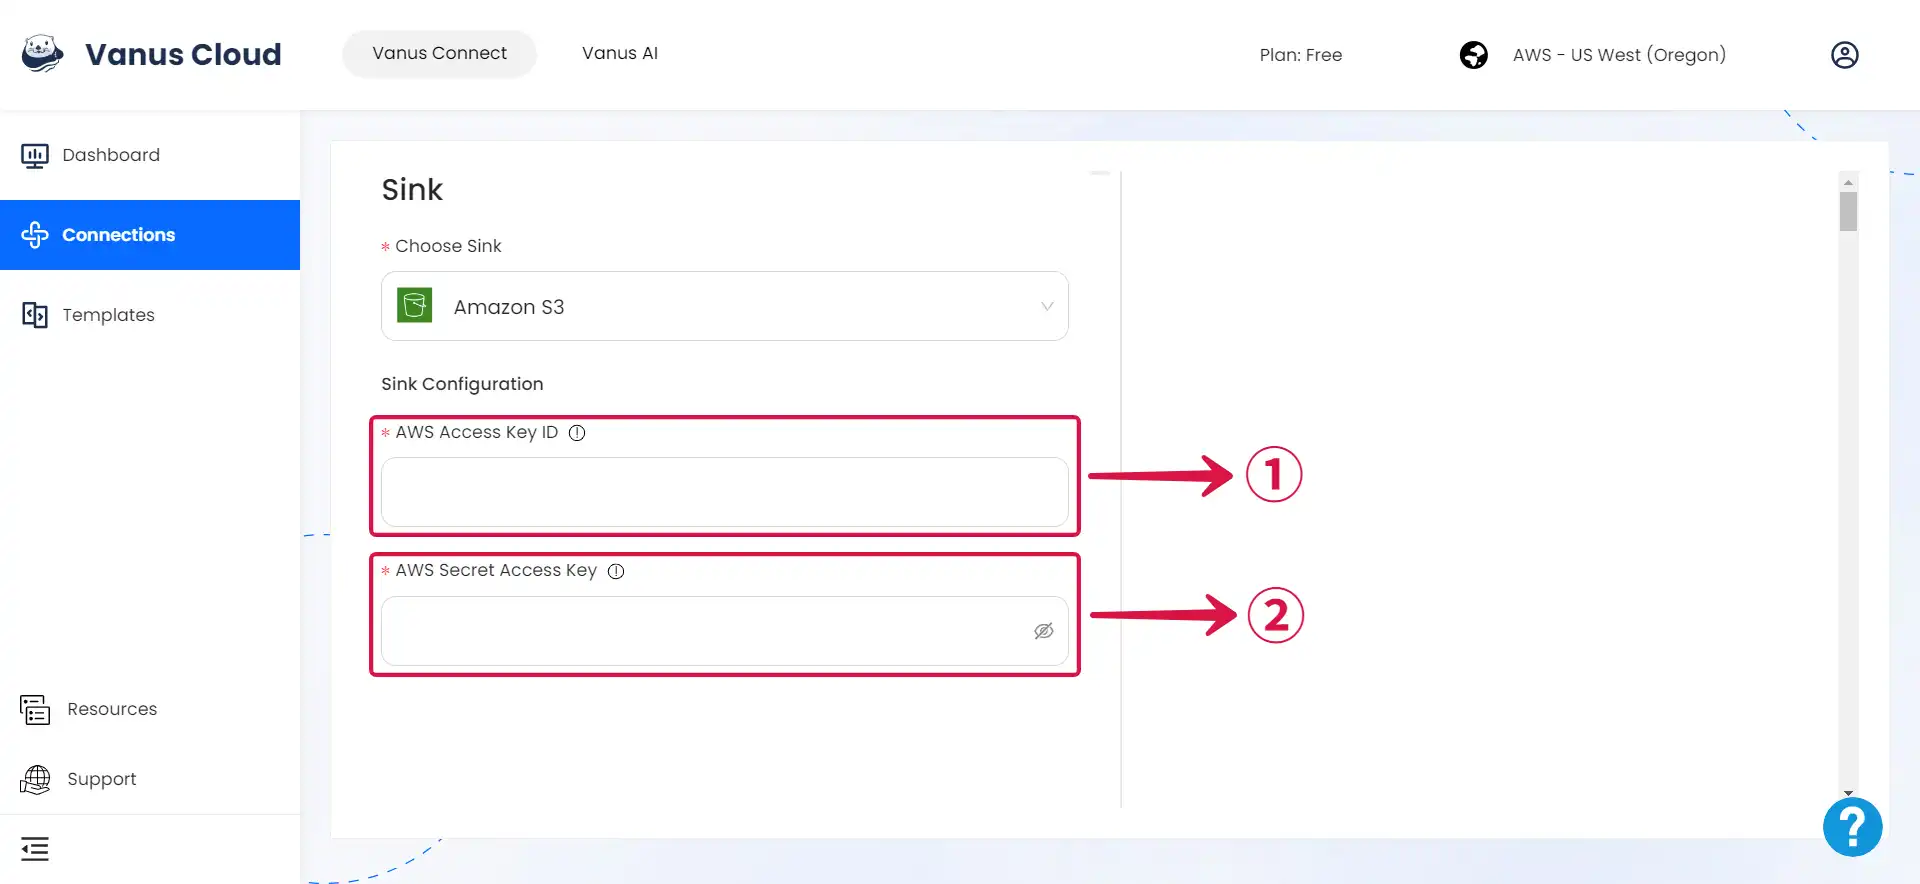 Vanus Cloud
Vanus Connect
Vanus AI
Plan: Free
AWS - US West (Oregon)
Dashboard
Connections
Templates
Resources
Support
Sink
* Choose Sink
Amazon S3
Sink Configuration
* AWS Access Key ID
1
* AWS Secret Access Key
2
?